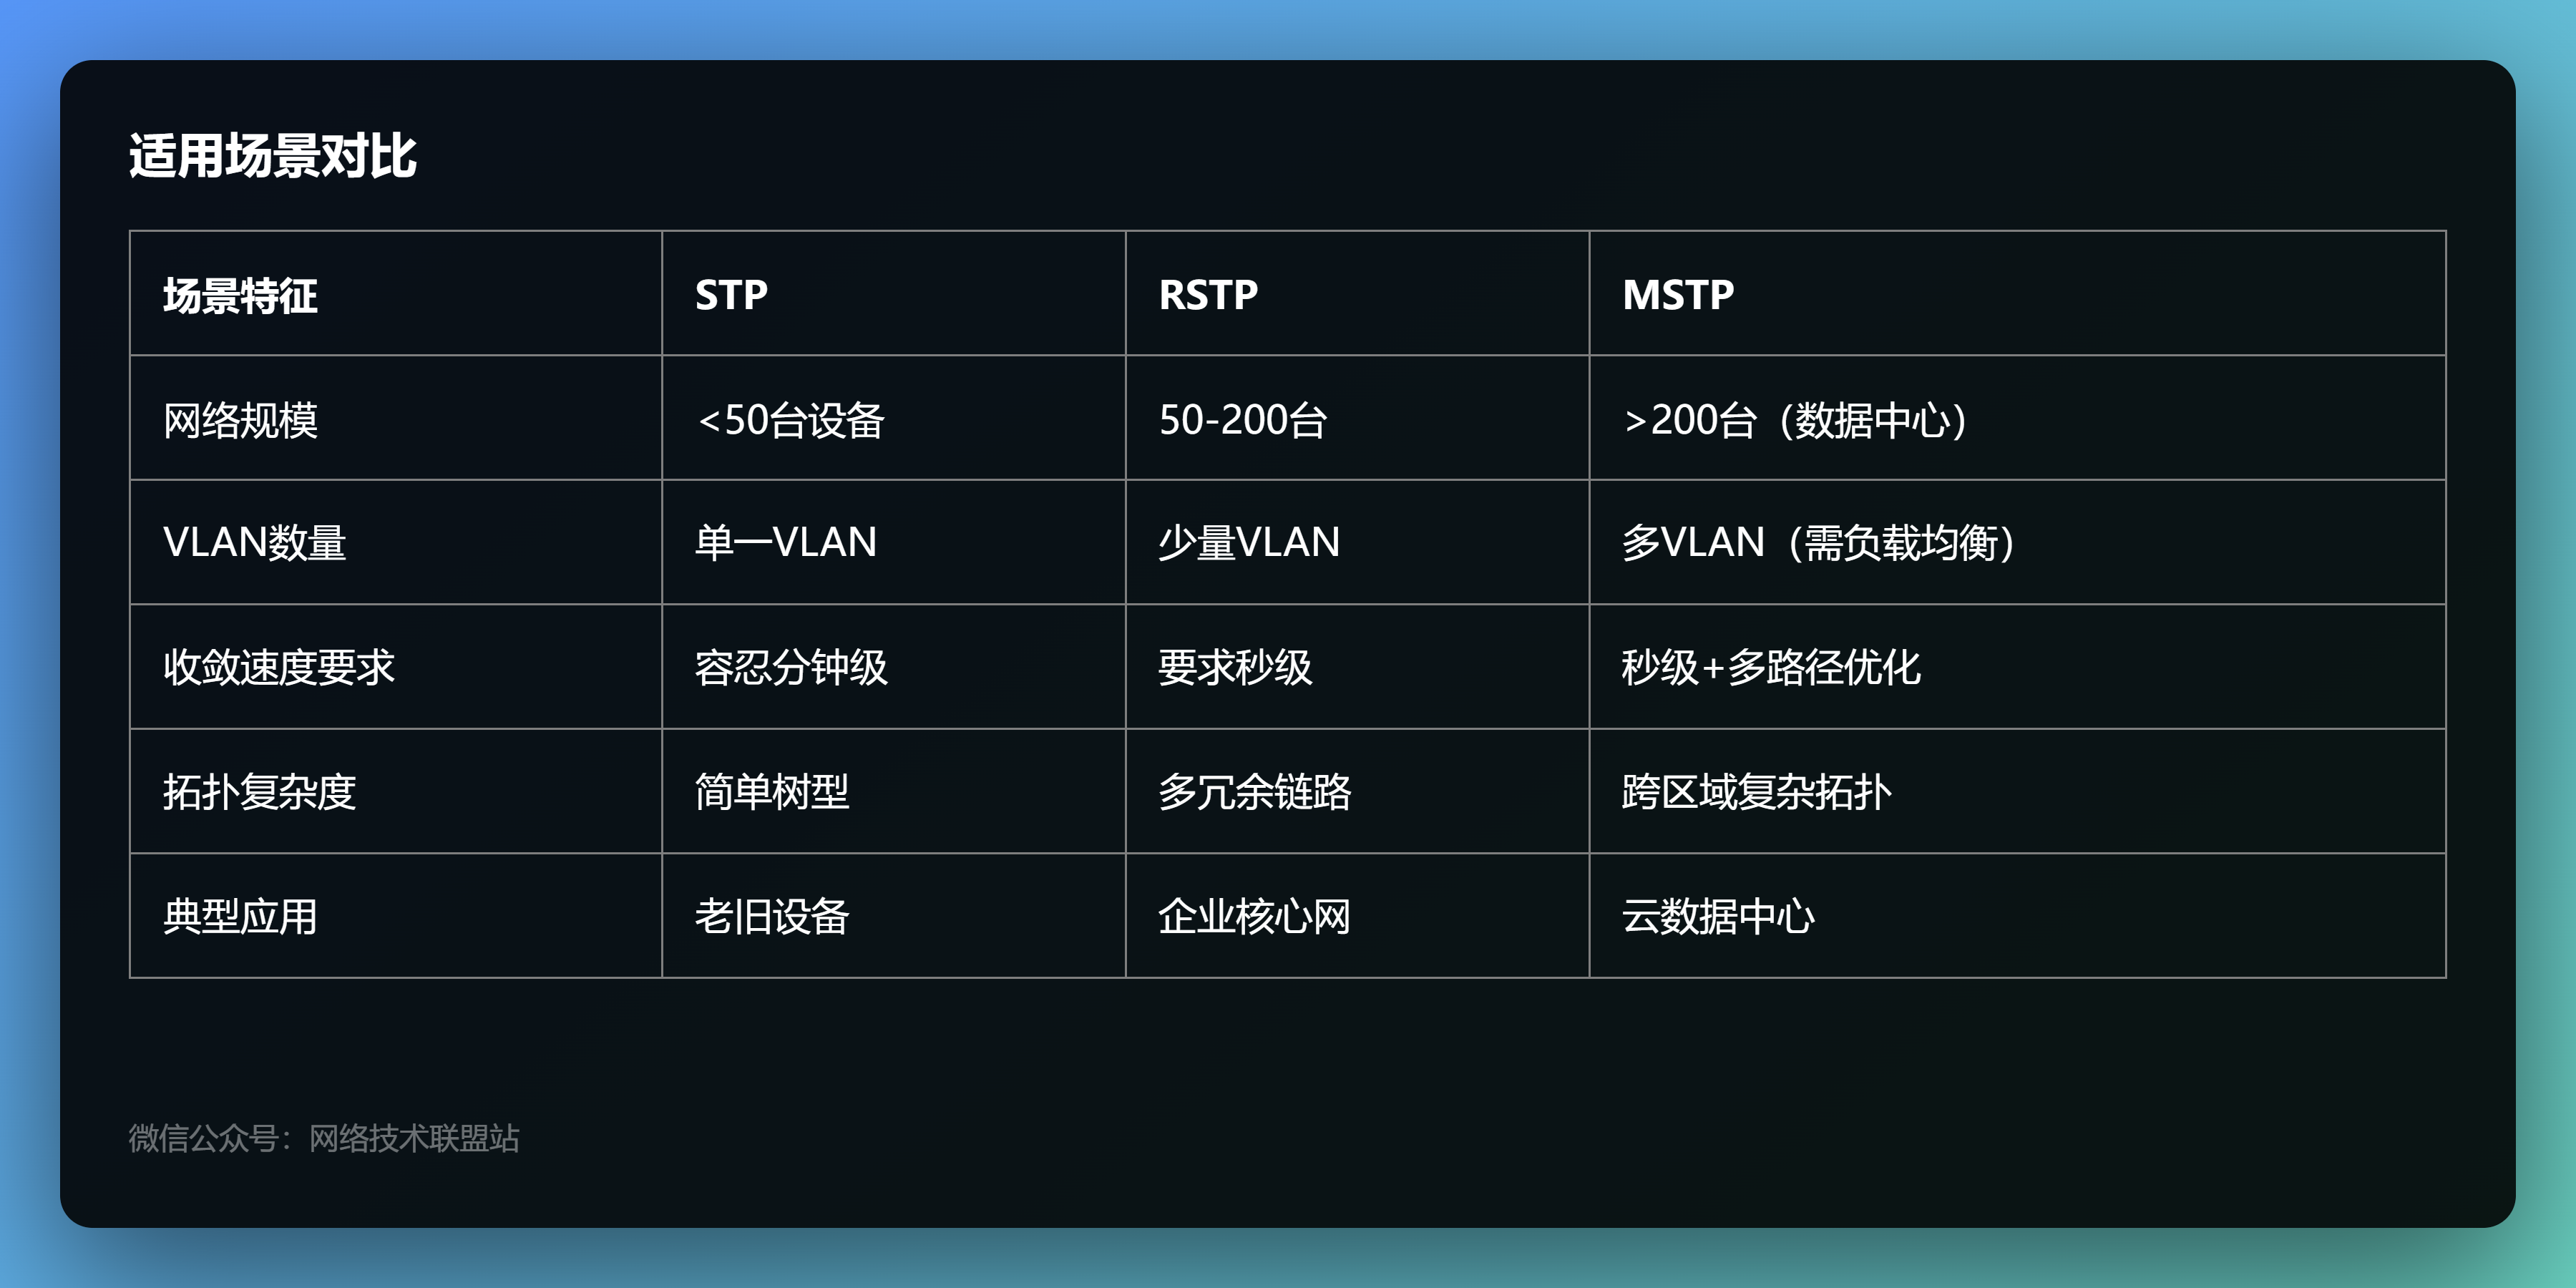 适用场景对比
场景特征 STP RSTP MSTP
网络规模 <50台设备 50-200台 >200台（数据中心）
VLAN数量 单一VLAN 少量VLAN 多VLAN（需负载均衡）
收敛速度要求 容忍分钟级 要求秒级 秒级+多路径优化
拓扑复杂度 简单树型 多冗余链路 跨区域复杂拓扑
典型应用 老旧设备 企业核心网 云数据中心
微信公众号：网络技术联盟站